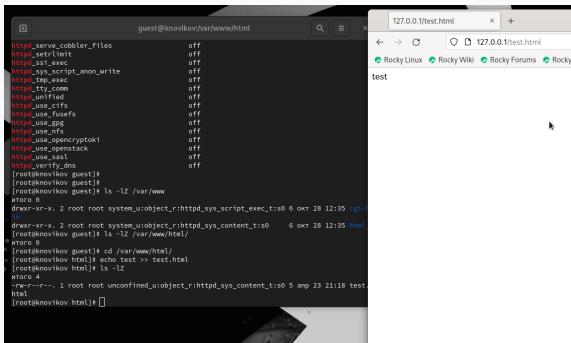 guest@knovikov:/var/www/html
httpd_serve_cobbler_files off
httpd_setrlimit off
httpd_ssi_exec off
httpd_sys_script_anon_write off
httpd_tmp_exec off
httpd_tty_comm off
httpd_unified off
httpd_use_cifs off
httpd_use_fusefs off
httpd_use_gpg off
httpd_use_nfs off
httpd_use_opencryptoki off
httpd_use_openstack off
httpd_use_sasl off
httpd_verify_dns off
[root@knovikov guest]#
[root@knovikov guest]#
[root@knovikov guest]# ls -lZ /var/www
итого 0
drwxr-xr-x. 2 root root system_u:object_r:httpd_sys_script_exec_t:s0 6 окт 28 12:35 cgi-b
in
drwxr-xr-x. 2 root root system_u:object_r:httpd_sys_content_t:s0 6 окт 28 12:35 html
[root@knovikov guest]# ls -lZ /var/www/html/
итого 0
[root@knovikov guest]# cd /var/www/html/
[root@knovikov html]# echo test >> test.html
[root@knovikov html]# ls -lZ
итого 4
-rw-r--r--. 1 root root unconfined_u:object_r:httpd_sys_content_t:s0 5 апр 23 21:18 test.
html
[root@knovikov html]#
127.0.0.1/test.html
127.0.0.1/test.html
Rocky Linux Rocky Wiki Rocky Forums Rocky
test